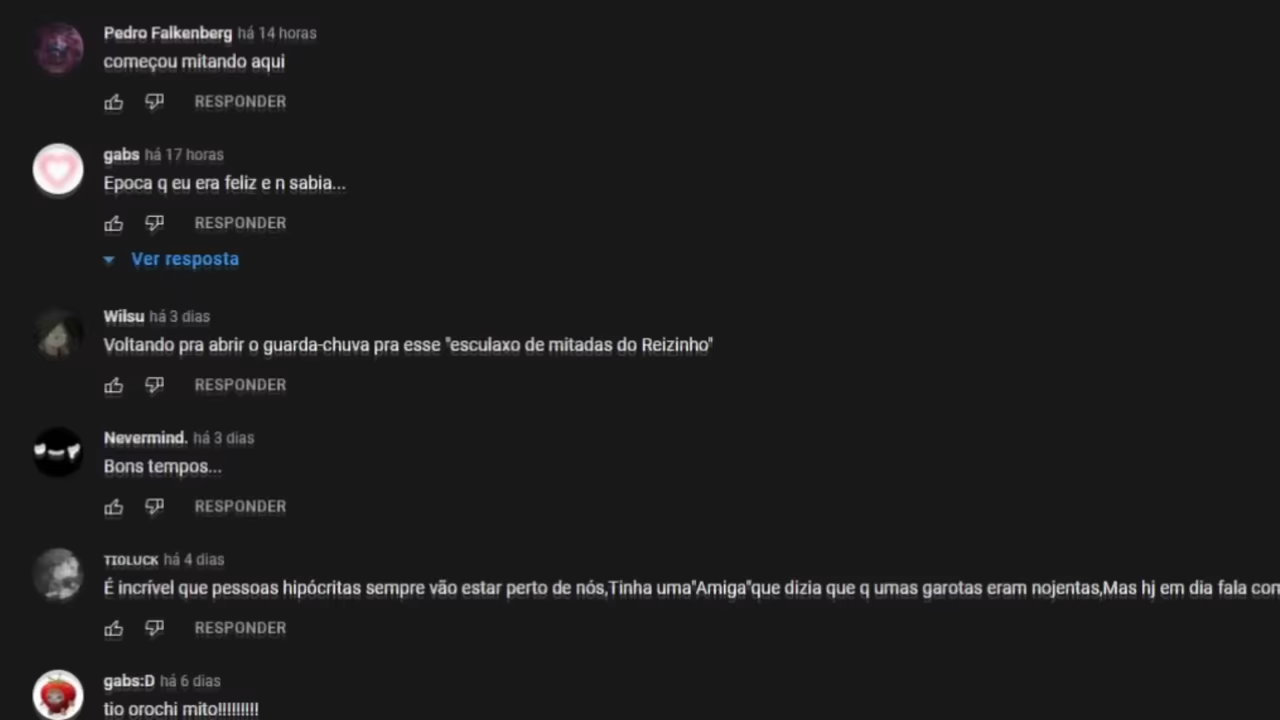 Pedro Falkenberg há 14 horas
começou mitando aqui
RESPONDER
gabs há 17 horas
Epoca q eu era feliz e n sabia...
RESPONDER
Ver resposta
Wilsu há 3 dias
Voltando pra abrir o guarda-chuva pra esse "esculaxo de mitadas do Reizinho"
RESPONDER
Nevermind. há 3 dias
Bons tempos...
RESPONDER
TIOLUCK há 4 dias
É incrível que pessoas hipócritas sempre vão estar perto de nós,Tinha uma"Amiga"que dizia que q umas garotas eram nojentas,Mas hj em dia fala com
RESPONDER
gabs:D há 6 dias
tio orochi mito!!!!!!!!!